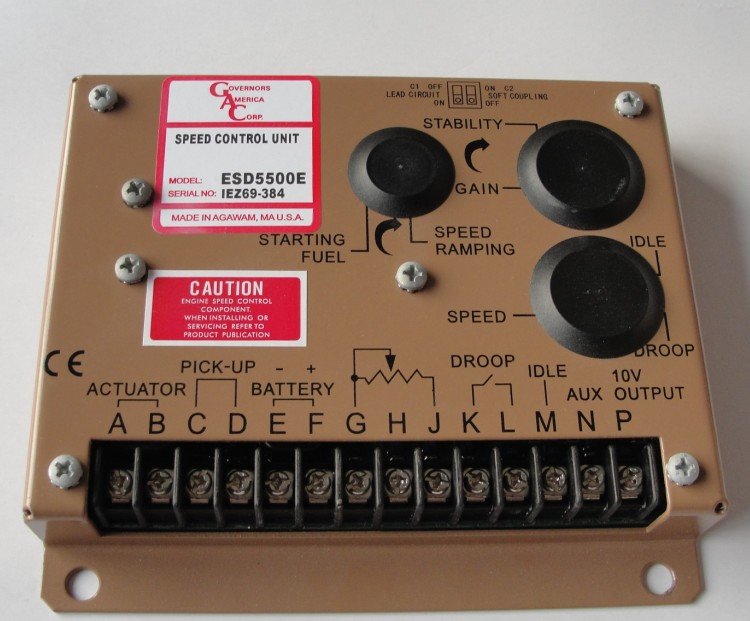 GOVERNORS
AMERICA
CORP.
SPEED CONTROL UNIT
MODEL: ESD5500E
SERIAL NO: IEZ69-384
MADE IN AGAWAM, MA U.S.A.
C1 OFF ON C2
LEAD CIRCUIT SOFT COUPLING
ON OFF
STABILITY
GAIN
STARTING
FUEL
SPEED
RAMPING
IDLE
SPEED
DROOP
CAUTION
ENGINE SPEED CONTROL
COMPONENT.
WHEN INSTALLING OR
SERVICING REFER TO
PRODUCT PUBLICATION
CE
PICK-UP - +
ACTUATOR BATTERY
DROOP
IDLE
10V
AUX OUTPUT
A B C D E F G H J K L M N P